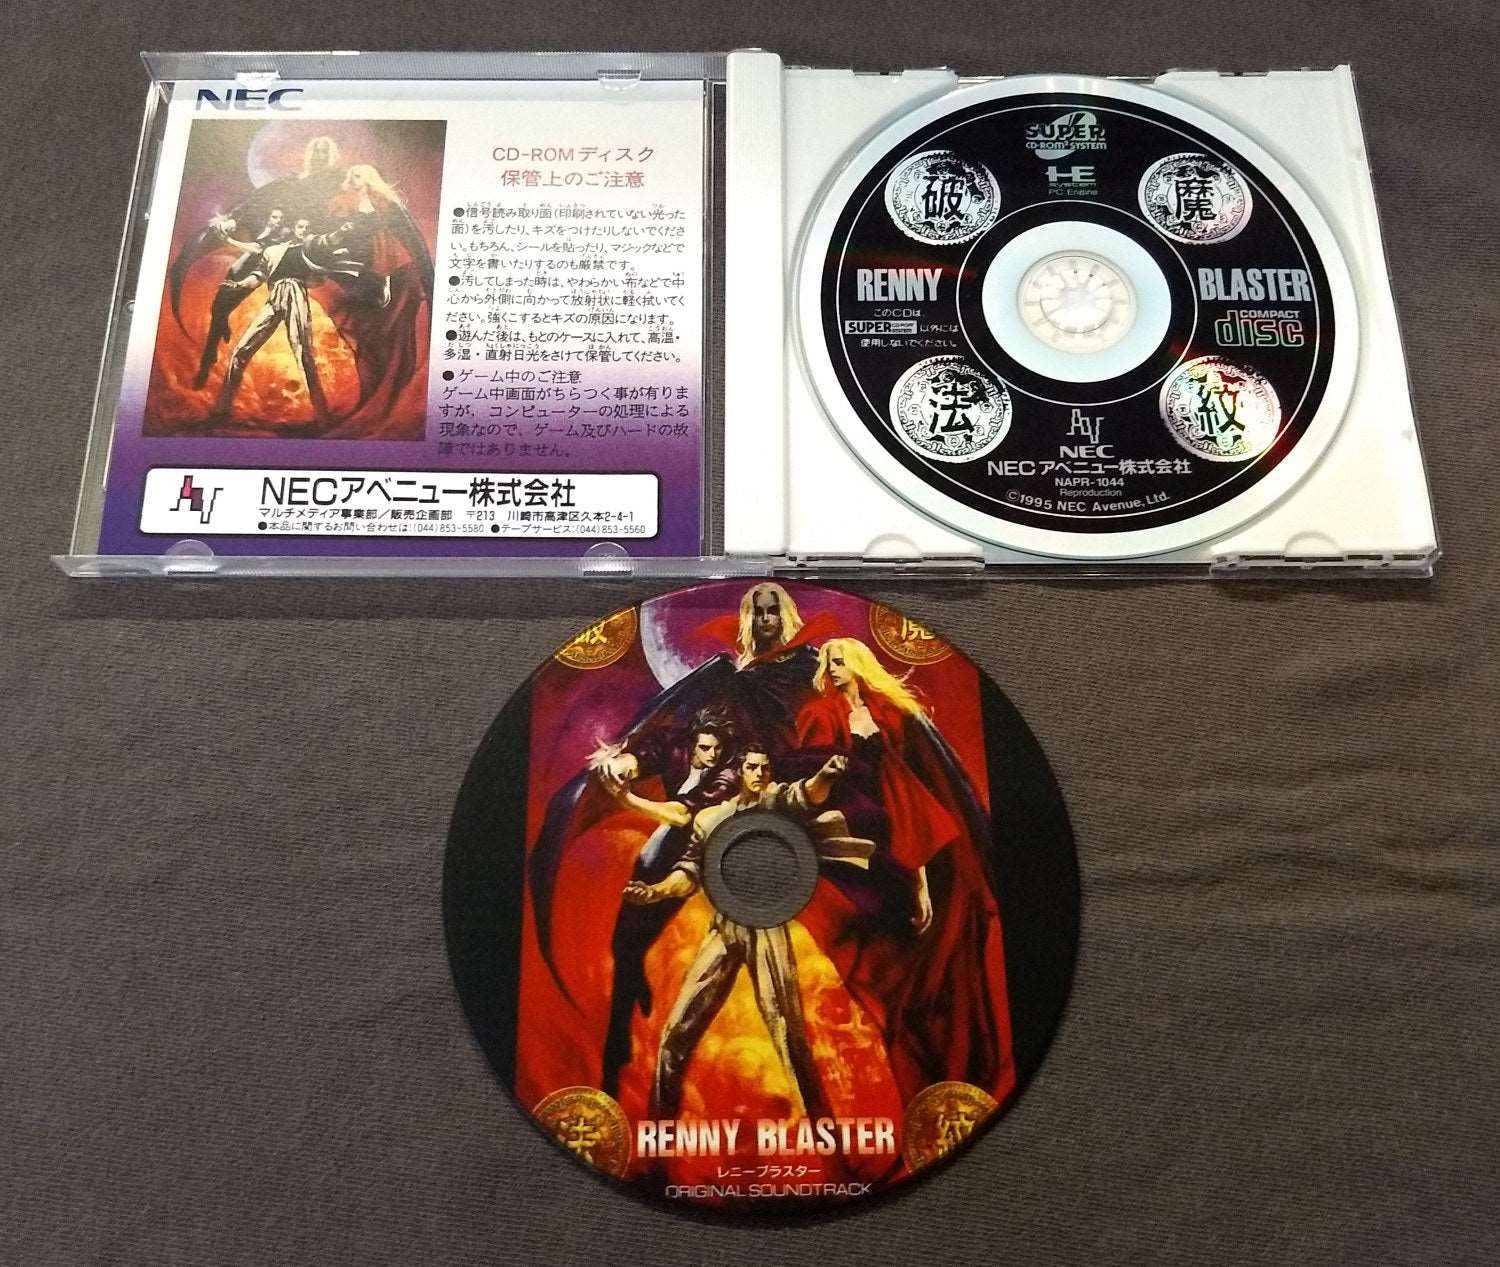 NEC
CD-ROMディスク
保管上のご注意
●信号読み取り面(印刷されていない光った
面)を汚したり、キズをつけたりしないでくださ
い。もちろん、シールを貼ったり、マジックなどで
文字を書いたりするのも厳禁です。
●汚してしまった時は、やわらかい布などで中
心から外側に向かって放射状に軽く拭いてく
ださい。強くこするとキズの原因になります。
●遊んだ後は、もとのケースに入れて、高温・
多湿・直射日光をさけて保管してください。
●ゲーム中のご注意
ゲーム中画面がちらつく事が有りま
すが、コンピューターの処理による
現象なので、ゲーム及びハードの故
障ではありません。
NECアベニュー株式会社
マルチメディア事業部/販売企画部 〒213 川崎市高津区久本2-4-1
●本品に関するお問い合わせは:(044)853-5580 ●テープサービス:(044)853-5560
SUPER
CD-ROM² SYSTEM
HE
system
PC Engine
破
魔
RENNY
BLASTER
このCDは、
SUPER CD-ROM² SYSTEM 以外には
使用しないでください。
COMPACT
disc
法
紋
NEC
NECアベニュー株式会社
NAPR-1044
Reproduction
©1995 NEC Avenue, Ltd.
破
魔
法
紋
RENNY BLASTER
レニーブラスター
ORIGINAL SOUNDTRACK